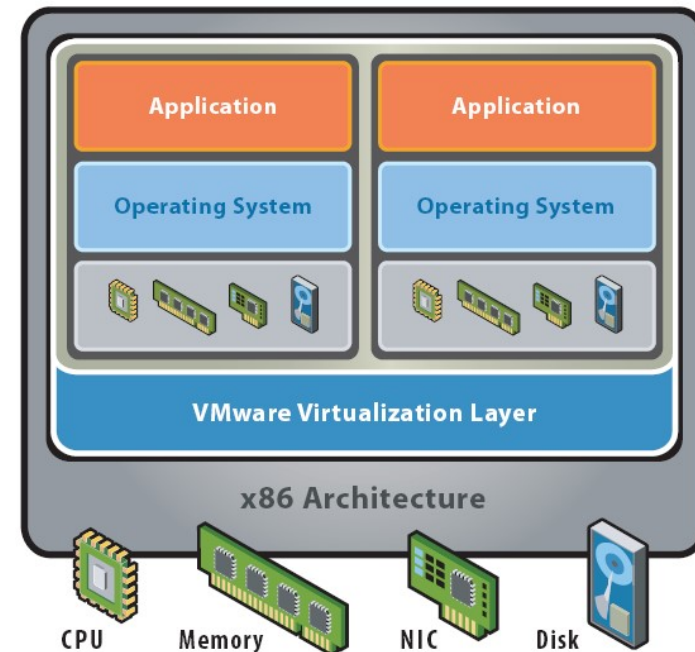 Application Application
Operating System Operating System
VMware Virtualization Layer
x86 Architecture
CPU Memory NIC Disk